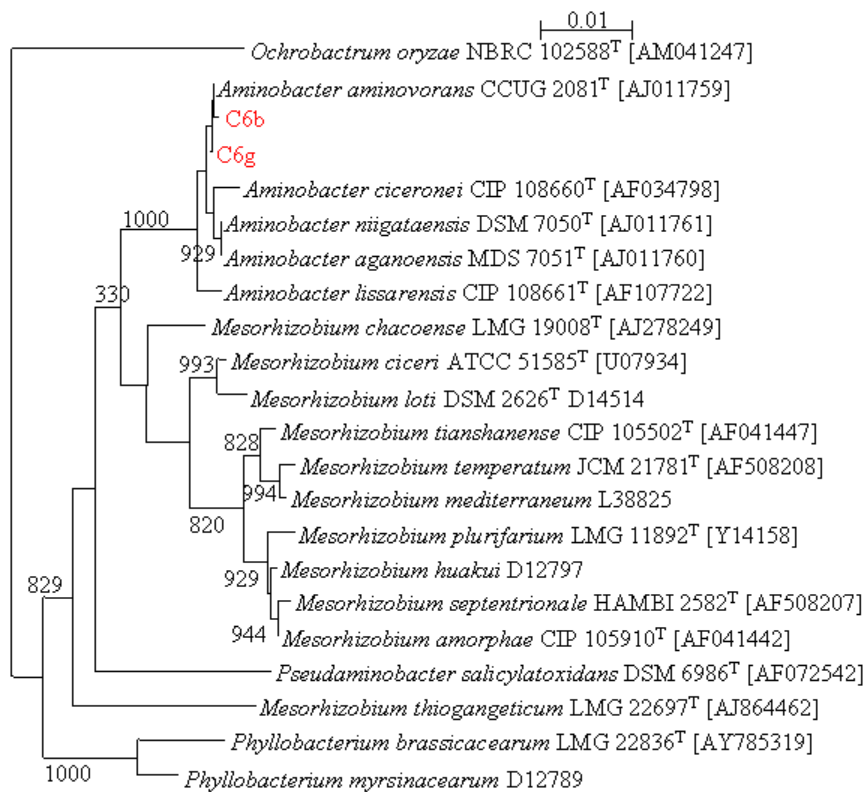 0.01
Ochrobactrum oryzae NBRC 102588T [AM041247]
Aminobacter aminovorans CCUG 2081T [AJ011759]
C6b
C6g
Aminobacter ciceronei CIP 108660T [AF034798]
1000
Aminobacter niigataensis DSM 7050T [AJ011761]
929
Aminobacter aganoensis MDS 7051T [AJ011760]
330
Aminobacter lissarensis CIP 108661T [AF107722]
Mesorhizobium chacoense LMG 19008T [AJ278249]
993
Mesorhizobium ciceri ATCC 51585T [U07934]
Mesorhizobium loti DSM 2626T D14514
Mesorhizobium tianshanense CIP 105502T [AF041447]
828
Mesorhizobium temperatum JCM 21781T [AF508208]
994
Mesorhizobium mediterraneum L38825
820
Mesorhizobium plurifarium LMG 11892T [Y14158]
929
Mesorhizobium huakui D12797
829
Mesorhizobium septentrionale HAMBI 2582T [AF508207]
944
Mesorhizobium amorphae CIP 105910T [AF041442]
Pseudaminobacter salicylatoxidans DSM 6986T [AF072542]
Mesorhizobium thiogangeticum LMG 22697T [AJ864462]
Phyllobacterium brassicacearum LMG 22836T [AY785319]
1000
Phyllobacterium myrsinacearum D12789